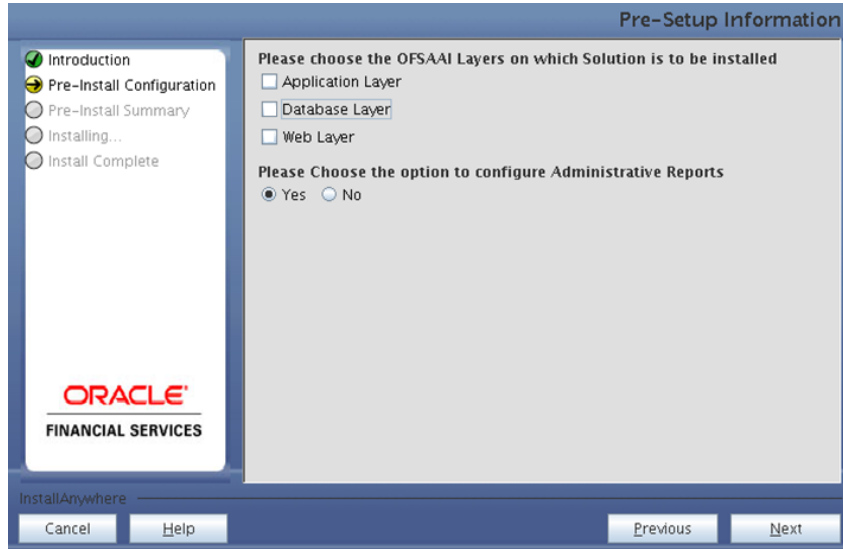 Pre-Setup Information
Introduction
Pre-Install Configuration
Pre-Install Summary
Installing...
Install Complete
ORACLE'
FINANCIAL SERVICES
Please choose the OFSAAI Layers on which Solution is to be installed
Application Layer
Database Layer
Web Layer
Please Choose the option to configure Administrative Reports
Yes No
InstallAnywhere
Cancel Help Previous Next